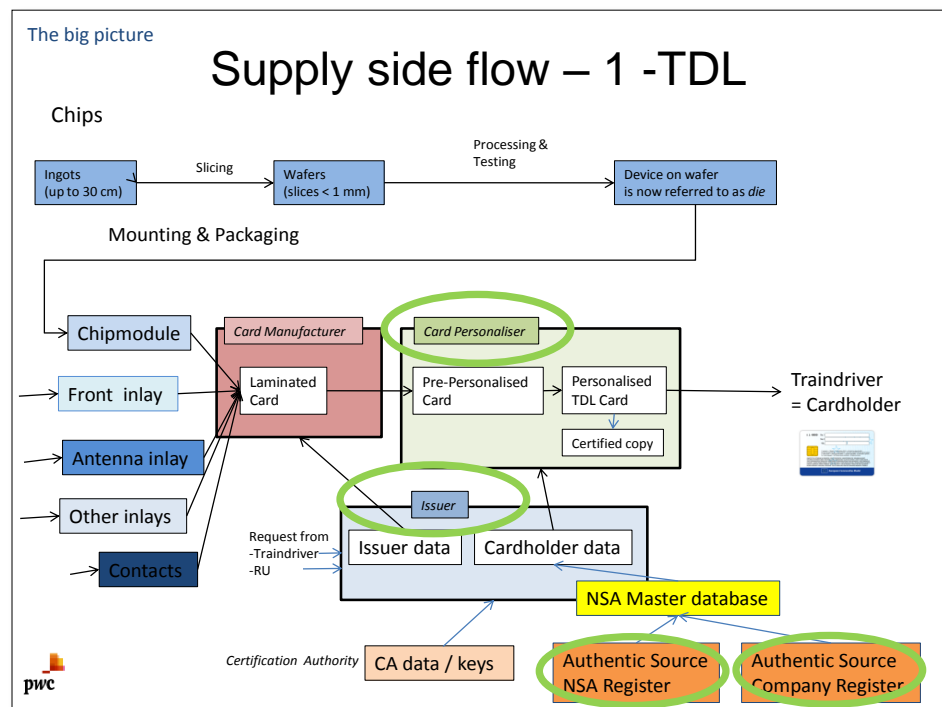 The big picture
Supply side flow – 1 -TDL
Chips
Ingots
(up to 30 cm)
Slicing
Wafers
(slices < 1 mm)
Processing &
Testing
Device on wafer
is now referred to as die
Mounting & Packaging
Chipmodule
Front inlay
Antenna inlay
Other inlays
Contacts
Card Manufacturer
Laminated
Card
Card Personaliser
Pre-Personalised
Card
Personalised
TDL Card
Certified copy
Traindriver
= Cardholder
Issuer
Request from
-Traindriver
-RU
Issuer data
Cardholder data
NSA Master database
Certification Authority
CA data / keys
Authentic Source
NSA Register
Authentic Source
Company Register
pwc